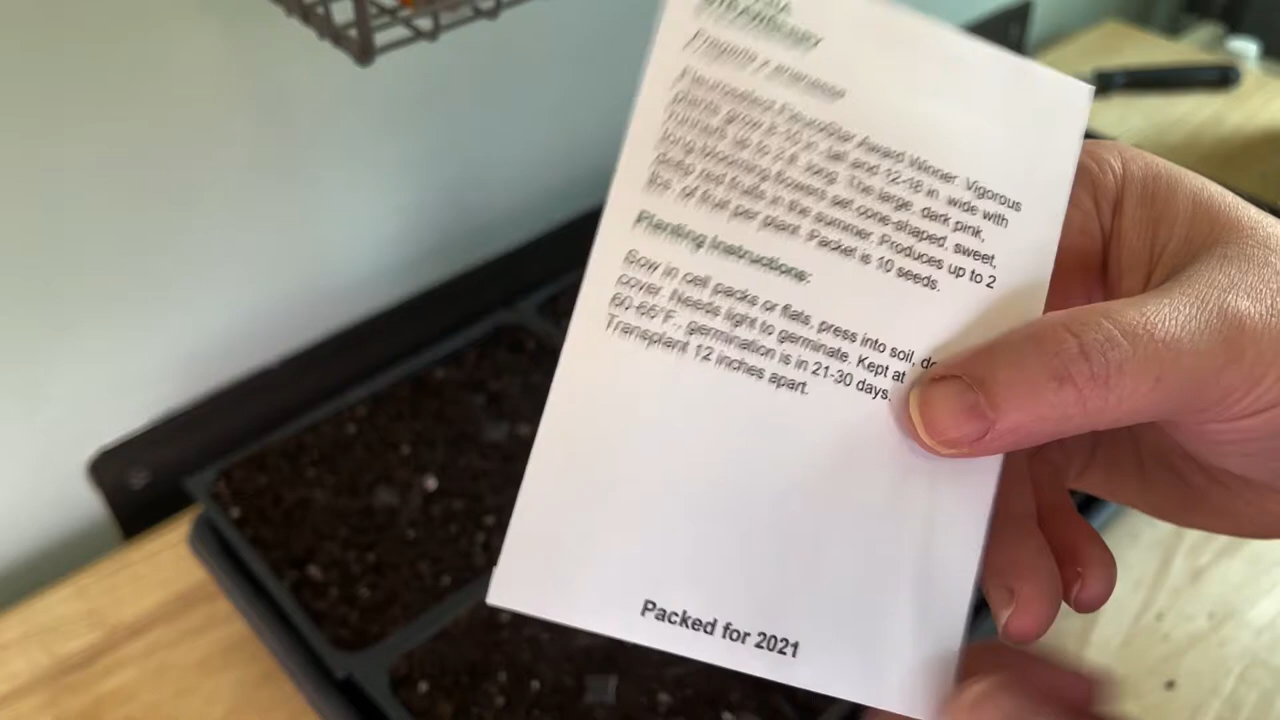 Fragaria x ananassa
Fleuroselect FleuroStar Award Winner. Vigorous
plants grow 8-10 in. tall and 12-18 in. wide with
runners up to 2 ft. long. The large, dark pink,
long blooming flowers set cone-shaped, sweet,
deep red fruits in the summer. Produces up to 2
lbs of fruit per plant. Packet is 10 seeds.
Planting Instructions:
Sow in cell packs or flats, press into soil,
cover. Needs light to germinate. Kept at
60-65°F., germination is in 21-30 days.
Transplant 12 inches apart.
Packed for 2021